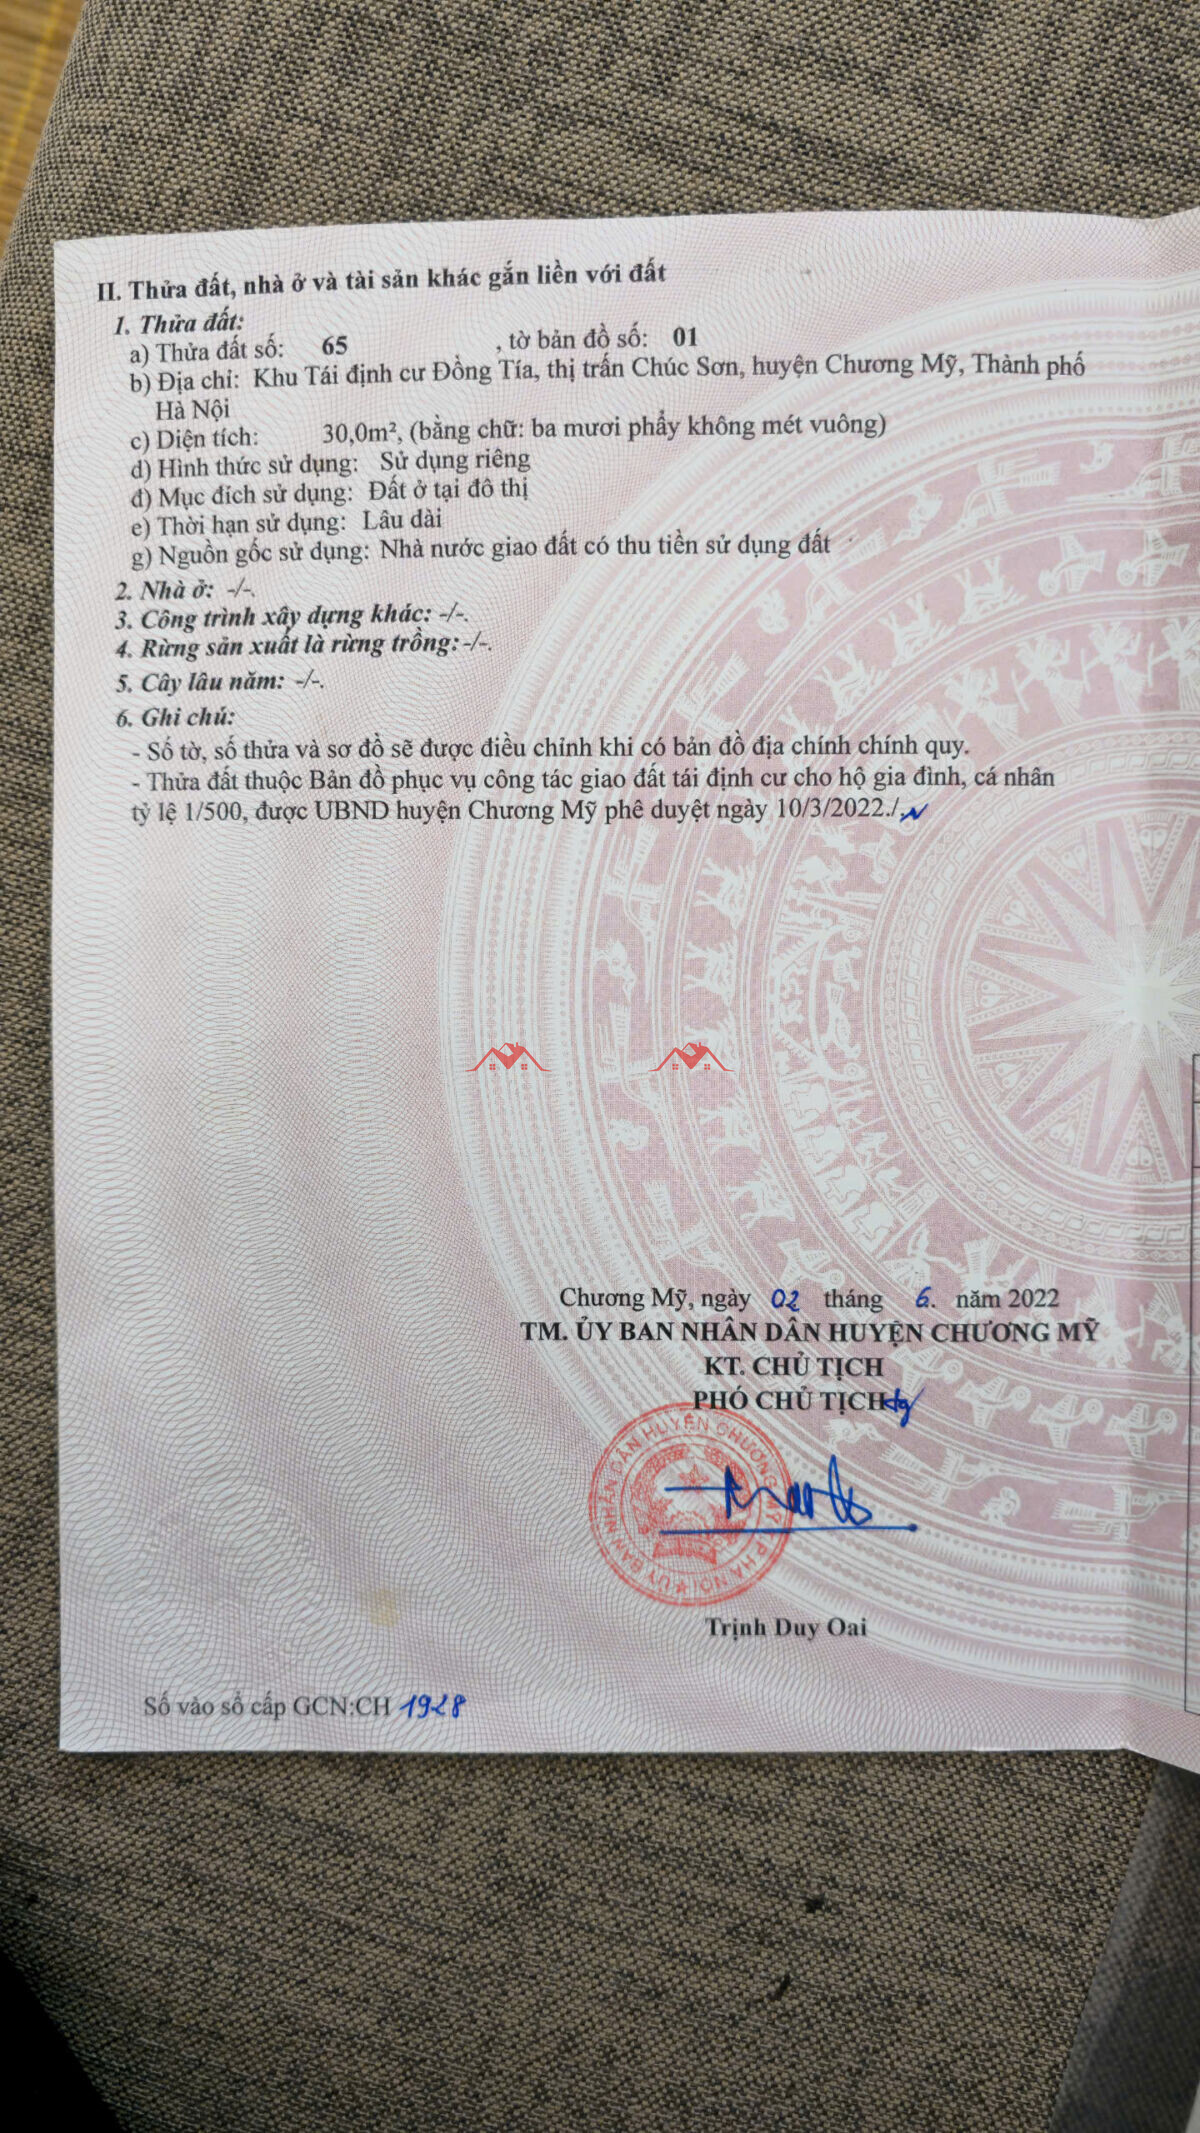 II. Thửa đất, nhà ở và tài sản khác gắn liền với đất
1. Thửa đất:
a) Thửa đất số: 65 , tờ bản đồ số: 01
b) Địa chỉ: Khu Tái định cư Đồng Tía, thị trấn Chúc Sơn, huyện Chương Mỹ, Thành phố
Hà Nội
c) Diện tích: 30,0m², (bằng chữ: ba mươi phẩy không mét vuông)
d) Hình thức sử dụng: Sử dụng riêng
đ) Mục đích sử dụng: Đất ở tại đô thị
e) Thời hạn sử dụng: Lâu dài
g) Nguồn gốc sử dụng: Nhà nước giao đất có thu tiền sử dụng đất
2. Nhà ở: -/-.
3. Công trình xây dựng khác: -/-.
4. Rừng sản xuất là rừng trồng: -/-.
5. Cây lâu năm: -/-.
6. Ghi chú:
- Số tờ, số thửa và sơ đồ sẽ được điều chỉnh khi có bản đồ địa chính chính quy.
- Thửa đất thuộc Bản đồ phục vụ công tác giao đất tái định cư cho hộ gia đình, cá nhân
tỷ lệ 1/500, được UBND huyện Chương Mỹ phê duyệt ngày 10/3/2022./.
Chương Mỹ, ngày 02 tháng 6. năm 2022
TM. ỦY BAN NHÂN DÂN HUYỆN CHƯƠNG MỸ
KT. CHỦ TỊCH
PHÓ CHỦ TỊCH
ỦY BAN NHÂN DÂN HUYỆN CHƯƠNG MỸ T.P HÀ NỘI
Trịnh Duy Oai
Số vào sổ cấp GCN:CH 1928